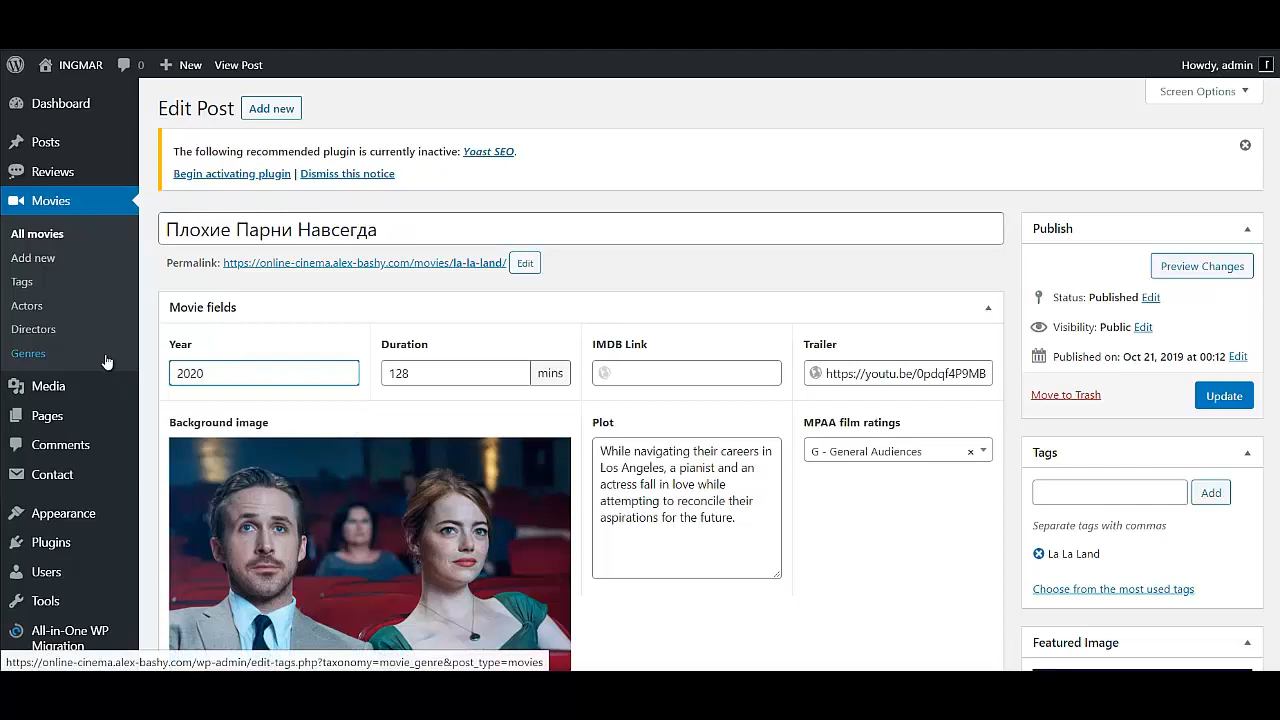 INGMAR 0 New View Post Howdy, admin
Dashboard
Posts
Reviews
Movies
All movies
Add new
Tags
Actors
Directors
Genres
Media
Pages
Comments
Contact
Appearance
Plugins
Users
Tools
All-in-One WP
Migration
Screen Options
Edit Post Add new
The following recommended plugin is currently inactive: Yoast SEO.
Begin activating plugin | Dismiss this notice
Плохие Парни Навсегда
Permalink: https://online-cinema.alex-bashy.com/movies/la-la-land/ Edit
Movie fields
Year
2020
Duration
128 mins
IMDB Link
Trailer
https://youtu.be/0pdqf4P9MB
Background image
Plot
While navigating their careers in
Los Angeles, a pianist and an
actress fall in love while
attempting to reconcile their
aspirations for the future.
MPAA film ratings
G - General Audiences ×
Publish
Preview Changes
Status: Published Edit
Visibility: Public Edit
Published on: Oct 21, 2019 at 00:12 Edit
Move to Trash Update
Tags
Add
Separate tags with commas
La La Land
Choose from the most used tags
Featured Image
https://online-cinema.alex-bashy.com/wp-admin/edit-tags.php?taxonomy=movie_genre&post_type=movies